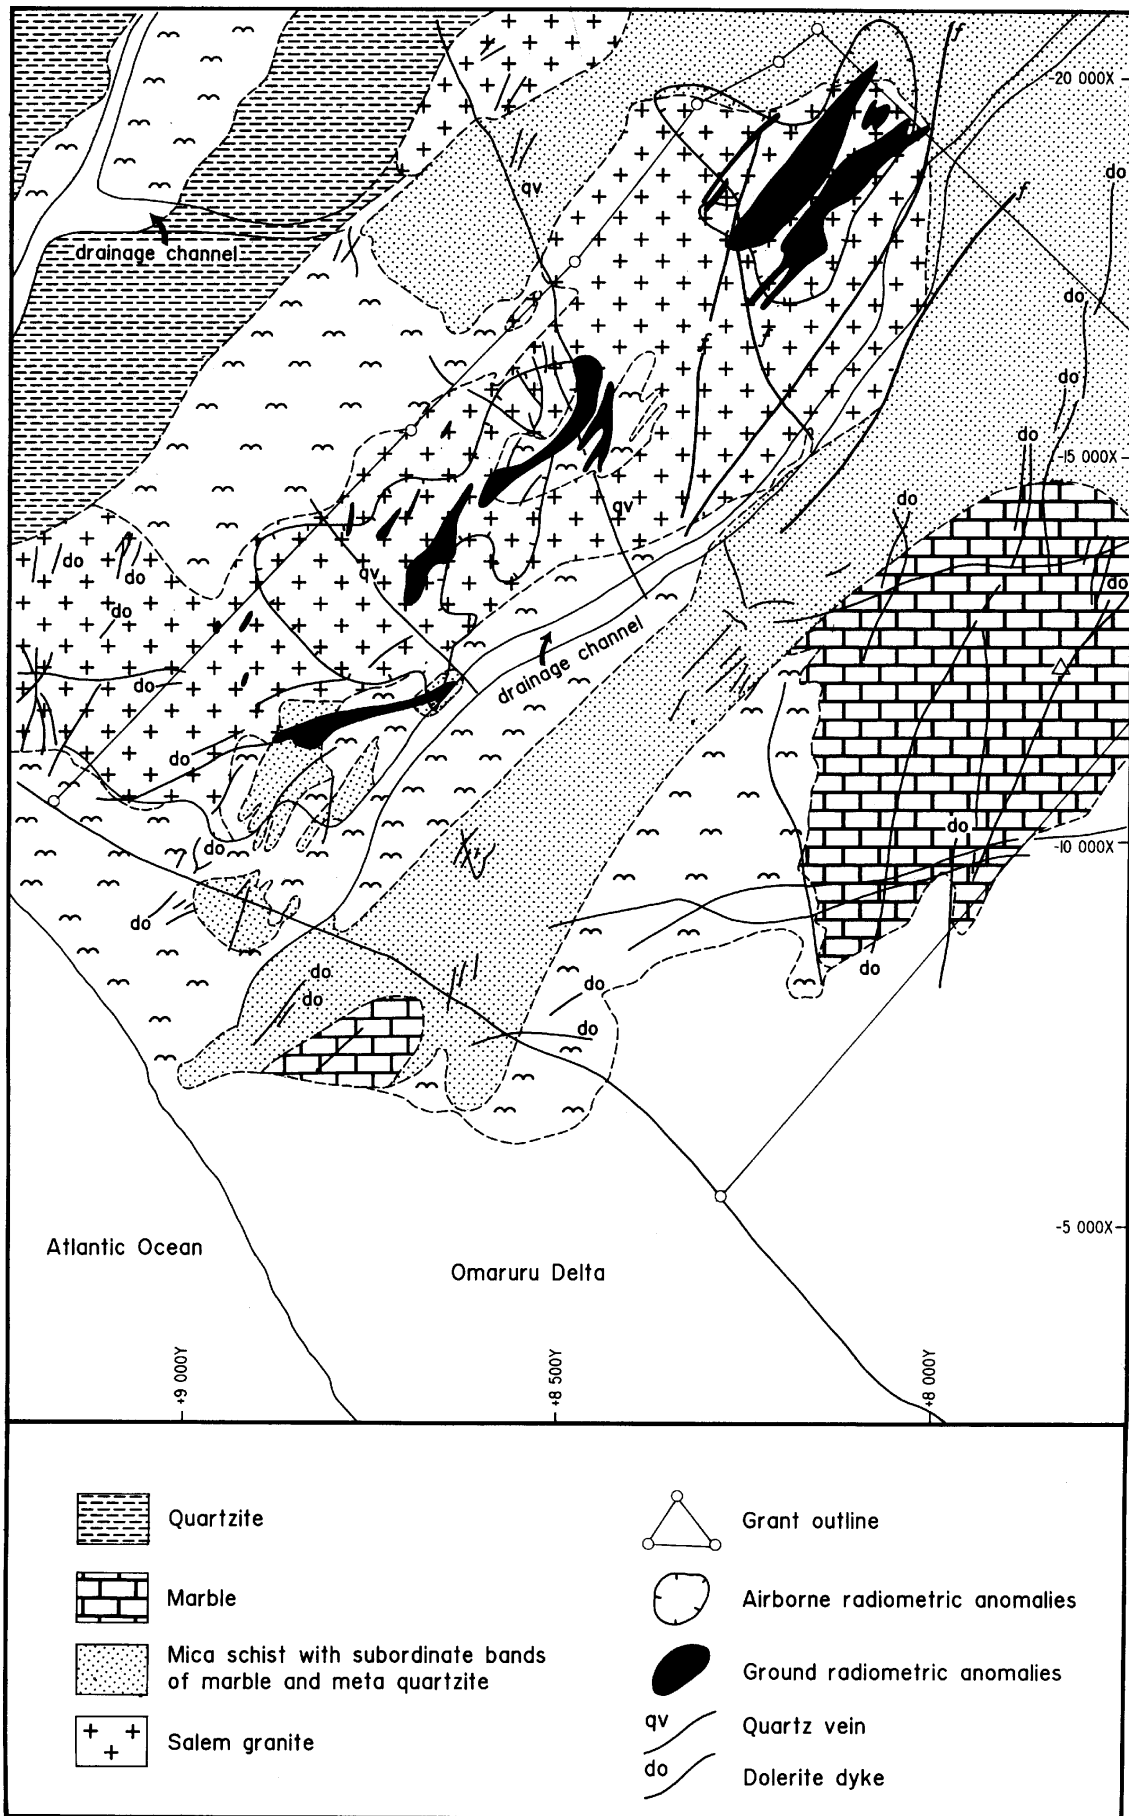 f
-20 000X
do
qv
f
drainage channel
do
f
f
do
do
-15 000X
do
qv
do
do
qv
do
do
do
drainage channel
do
do
do
do
-10 000X
do
do
do
do
do
do
-5 000X
Atlantic Ocean
Omaruru Delta
+9 000Y
+8 500Y
+8 000Y
Quartzite
Grant outline
Marble
Airborne radiometric anomalies
Mica schist with subordinate bands
of marble and meta quartzite
Ground radiometric anomalies
qv
Quartz vein
Salem granite
do
Dolerite dyke